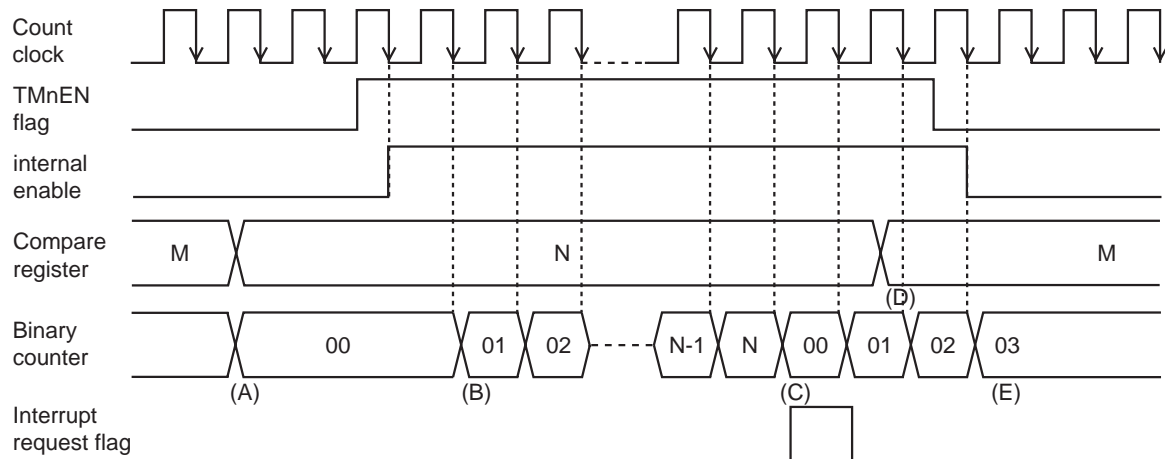 Count
clock
TMnEN
flag
internal
enable
Compare
register
M
N
M
(D)
Binary
counter
00
01
02
N-1
N
00
01
02
03
(A)
(B)
(C)
(E)
Interrupt
request flag